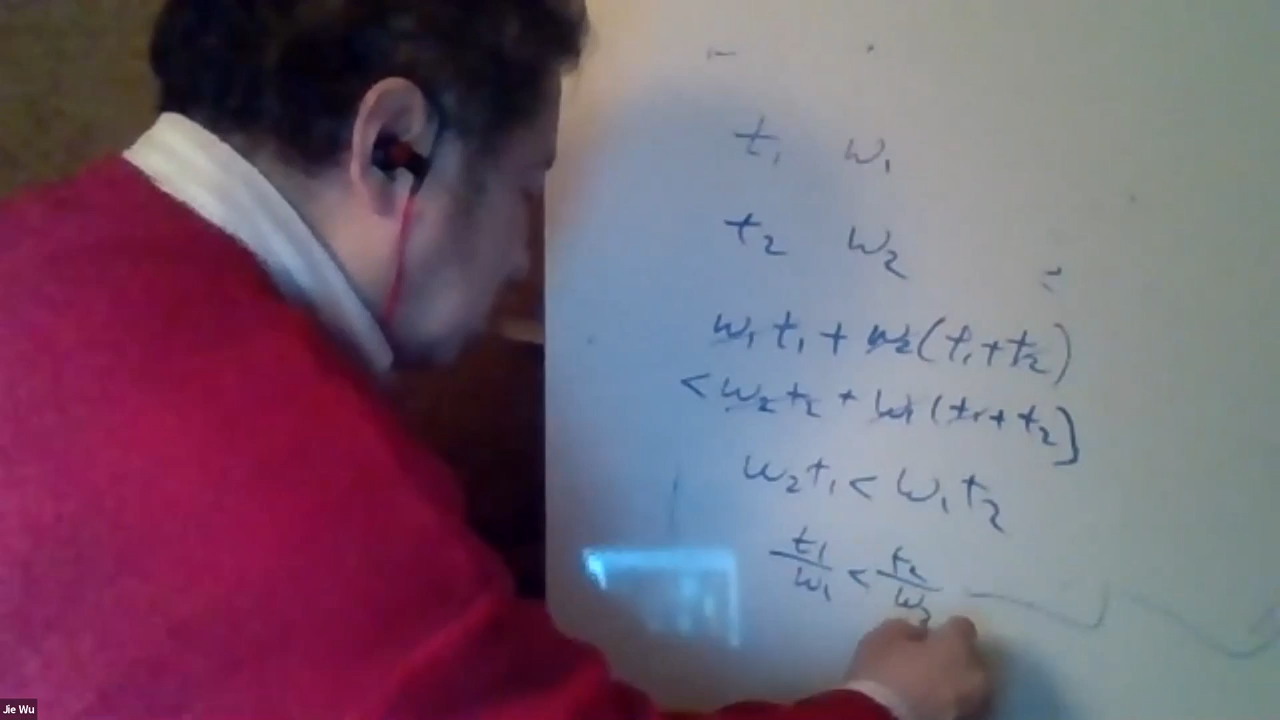 t₁ w₁
t₂ w₂
w₁t₁ + w₂(t₁+t₂)
< w₂t₂ + w₁(t₁+t₂)
w₂t₁ < w₁t₂
t₁/w₁ < t₂/w₂
Jie Wu